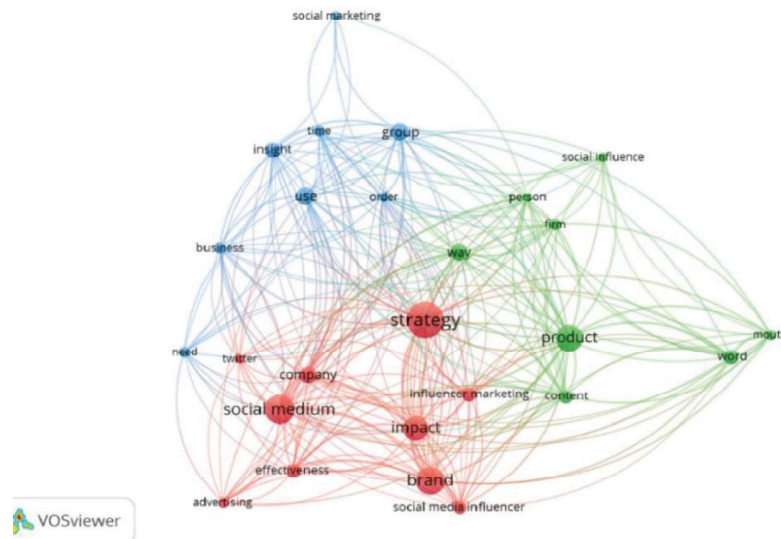 social marketing
time
group
insight
social influence
use
order
person
firm
business
way
strategy
product
mout
need
twitter
word
company
influencer marketing
content
social medium
impact
effectiveness
brand
advertising
social media influencer
VOSviewer